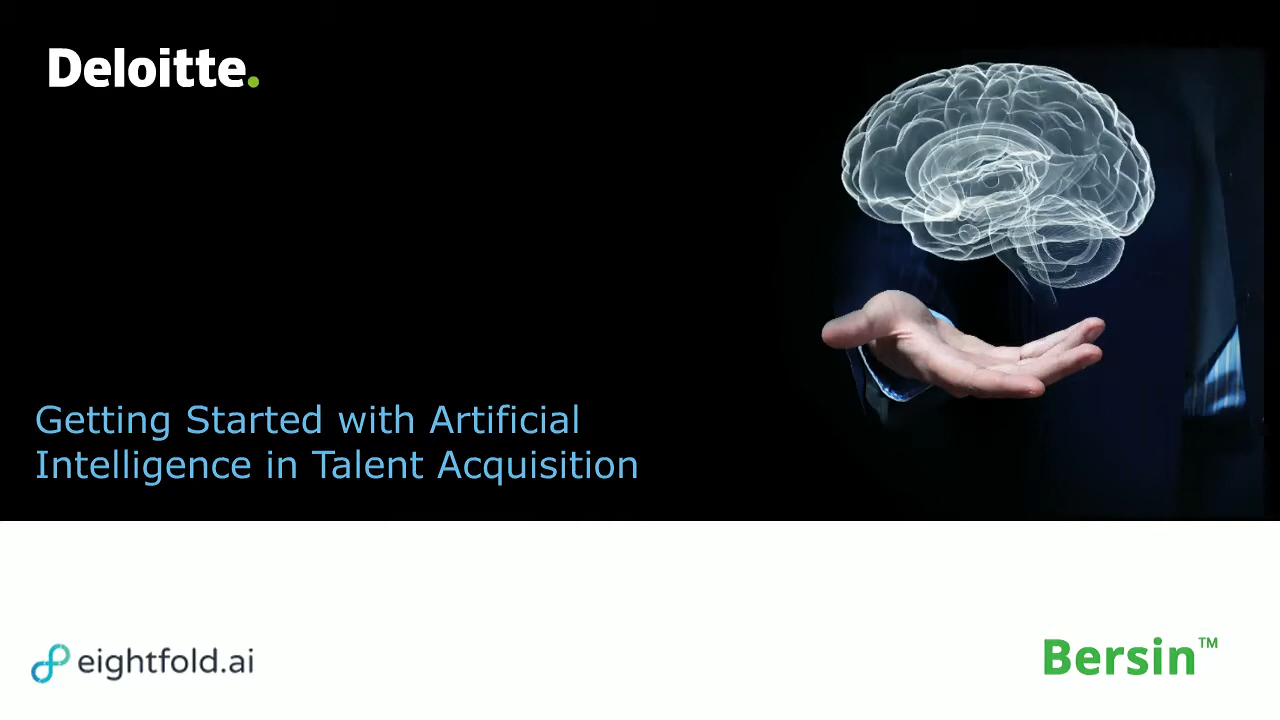 Deloitte.
Getting Started with Artificial
Intelligence in Talent Acquisition
eightfold.ai
Bersin™